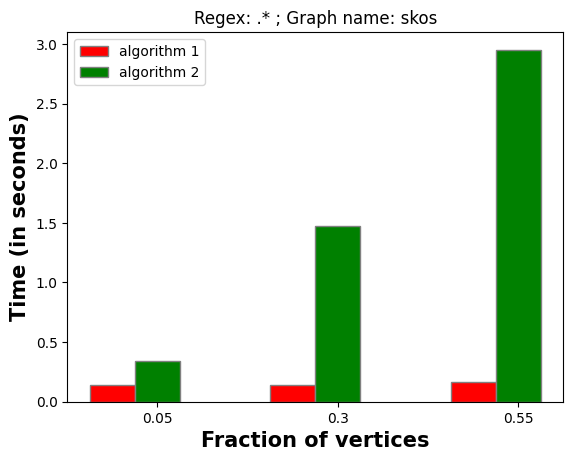 Regex: .* ; Graph name: skos
algorithm 1
algorithm 2
Time (in seconds)
3.0
2.5
2.0
1.5
1.0
0.5
0.0
0.05
0.3
0.55
Fraction of vertices